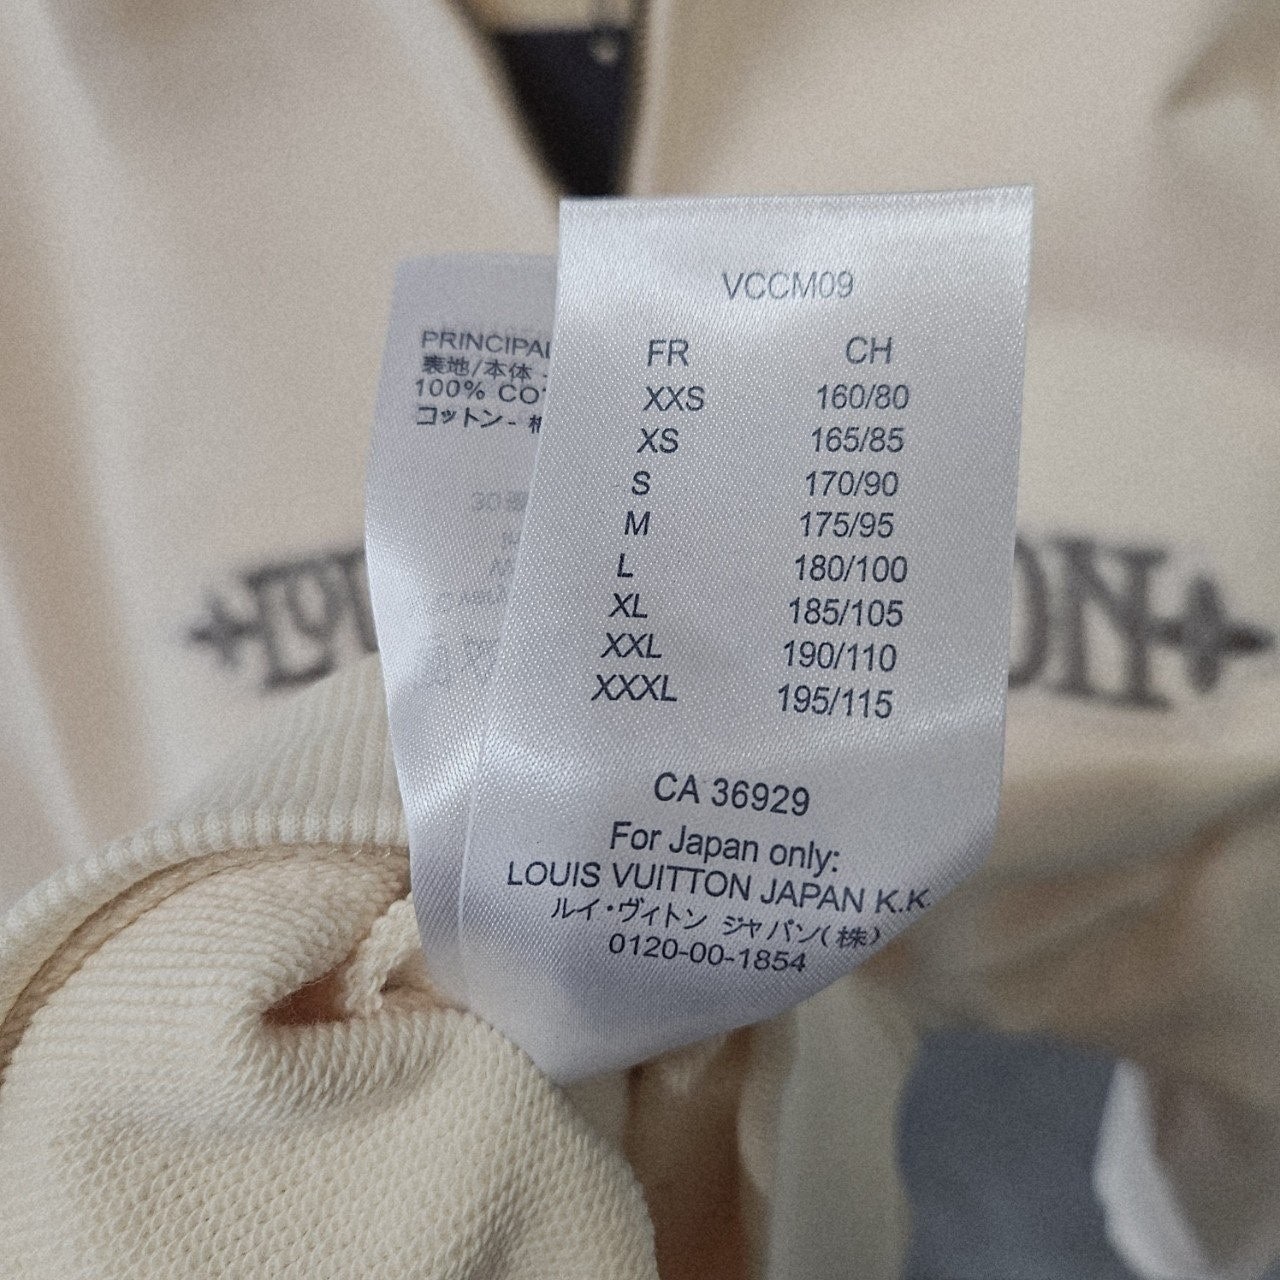 VCCM09
FR CH
XXS 160/80
XS 165/85
S 170/90
M 175/95
L 180/100
XL 185/105
XXL 190/110
XXXL 195/115
CA 36929
For Japan only:
LOUIS VUITTON JAPAN K.K
ルイ・ヴィトン ジャパン(株)
0120-00-1854
PRINCIPAL
表地/本体 -
100% CO
コットン -